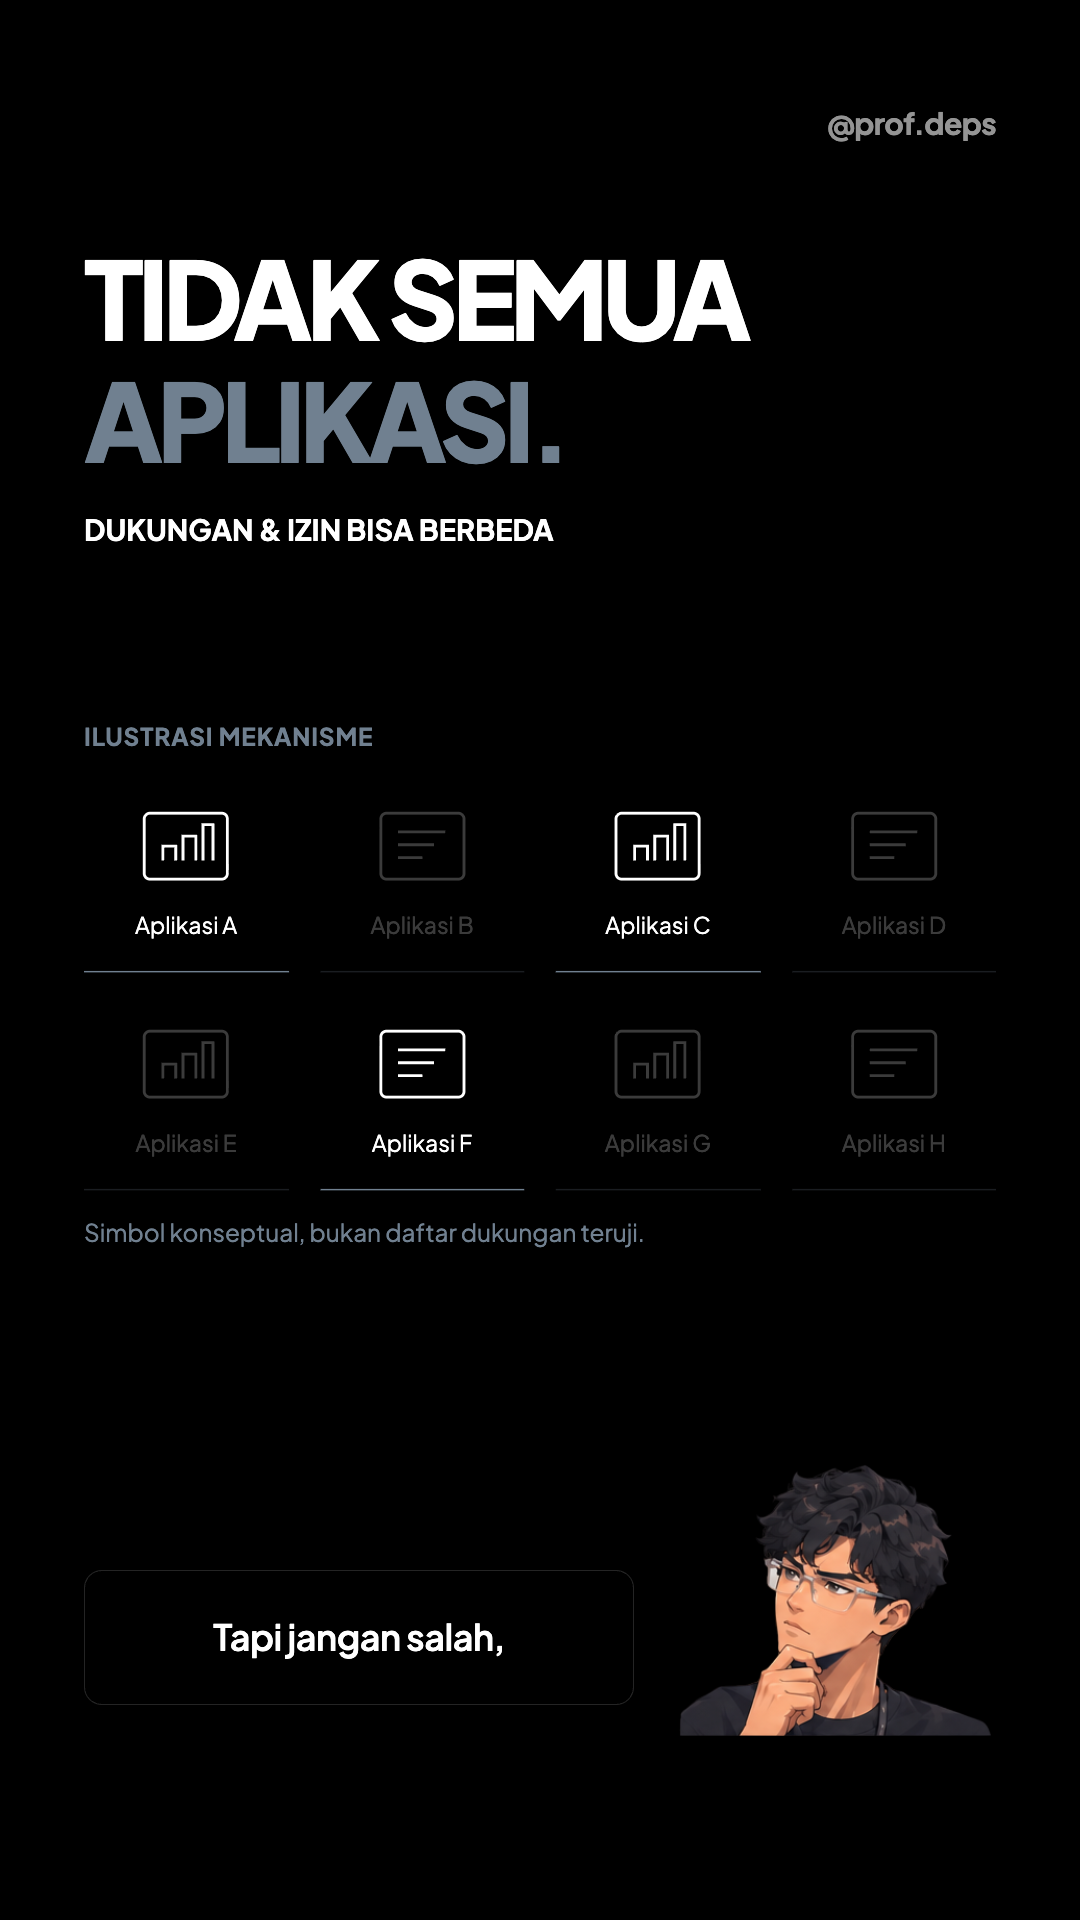 @prof.deps
TIDAK SEMUA
APLIKASI.
DUKUNGAN & IZIN BISA BERBEDA
ILUSTRASI MEKANISME
Aplikasi A
Aplikasi B
Aplikasi C
Aplikasi D
Aplikasi E
Aplikasi F
Aplikasi G
Aplikasi H
Simbol konseptual, bukan daftar dukungan teruji.
Tapi jangan salah,